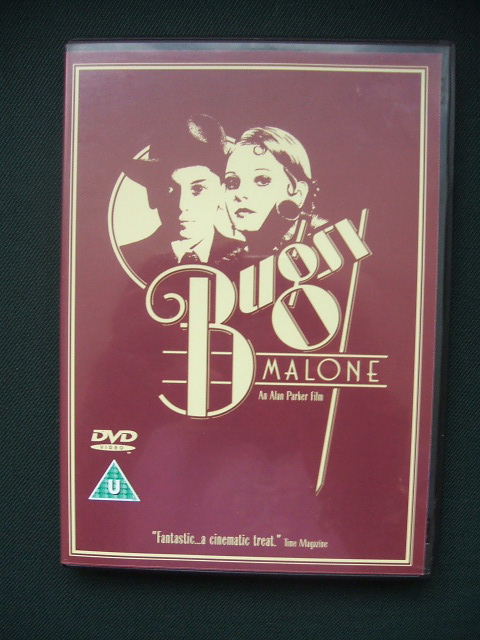 Bugsy
MALONE
An Alan Parker Film
DVD
VIDEO
U
"Fantastic...a cinematic treat." Time Magazine